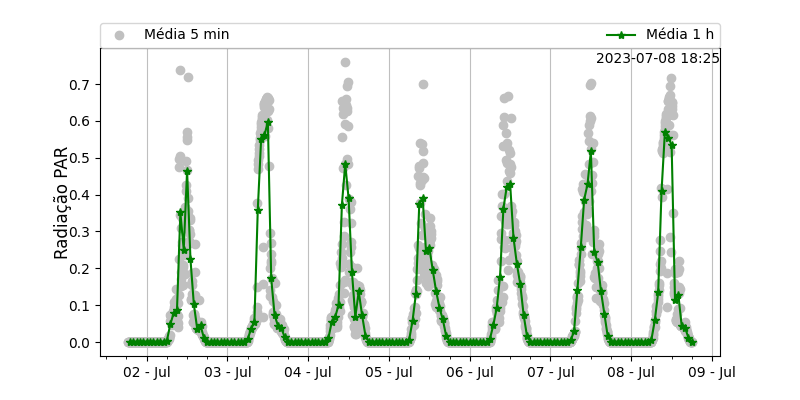 Média 5 min
Média 1 h
2023-07-08 18:25
Radiação PAR
0.7
0.6
0.5
0.4
0.3
0.2
0.1
0.0
02 - Jul
03 - Jul
04 - Jul
05 - Jul
06 - Jul
07 - Jul
08 - Jul
09 - Jul